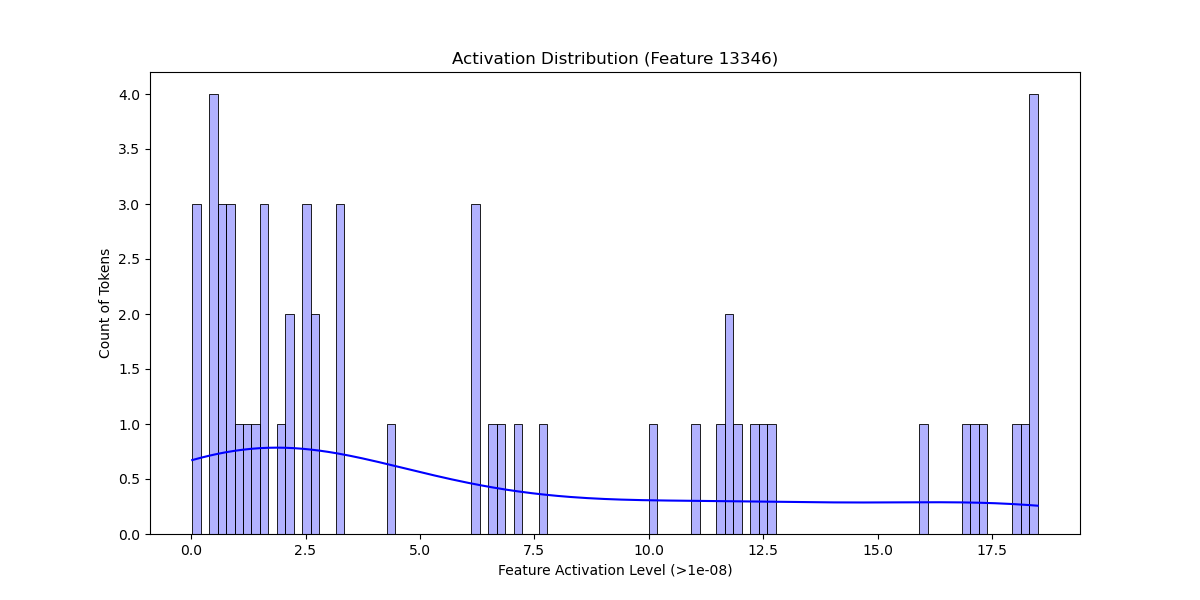 Activation Distribution (Feature 13346)
4.0
3.5
3.0
2.5
2.0
1.5
1.0
0.5
0.0
Count of Tokens
0.0 2.5 5.0 7.5 10.0 12.5 15.0 17.5
Feature Activation Level (>1e-08)